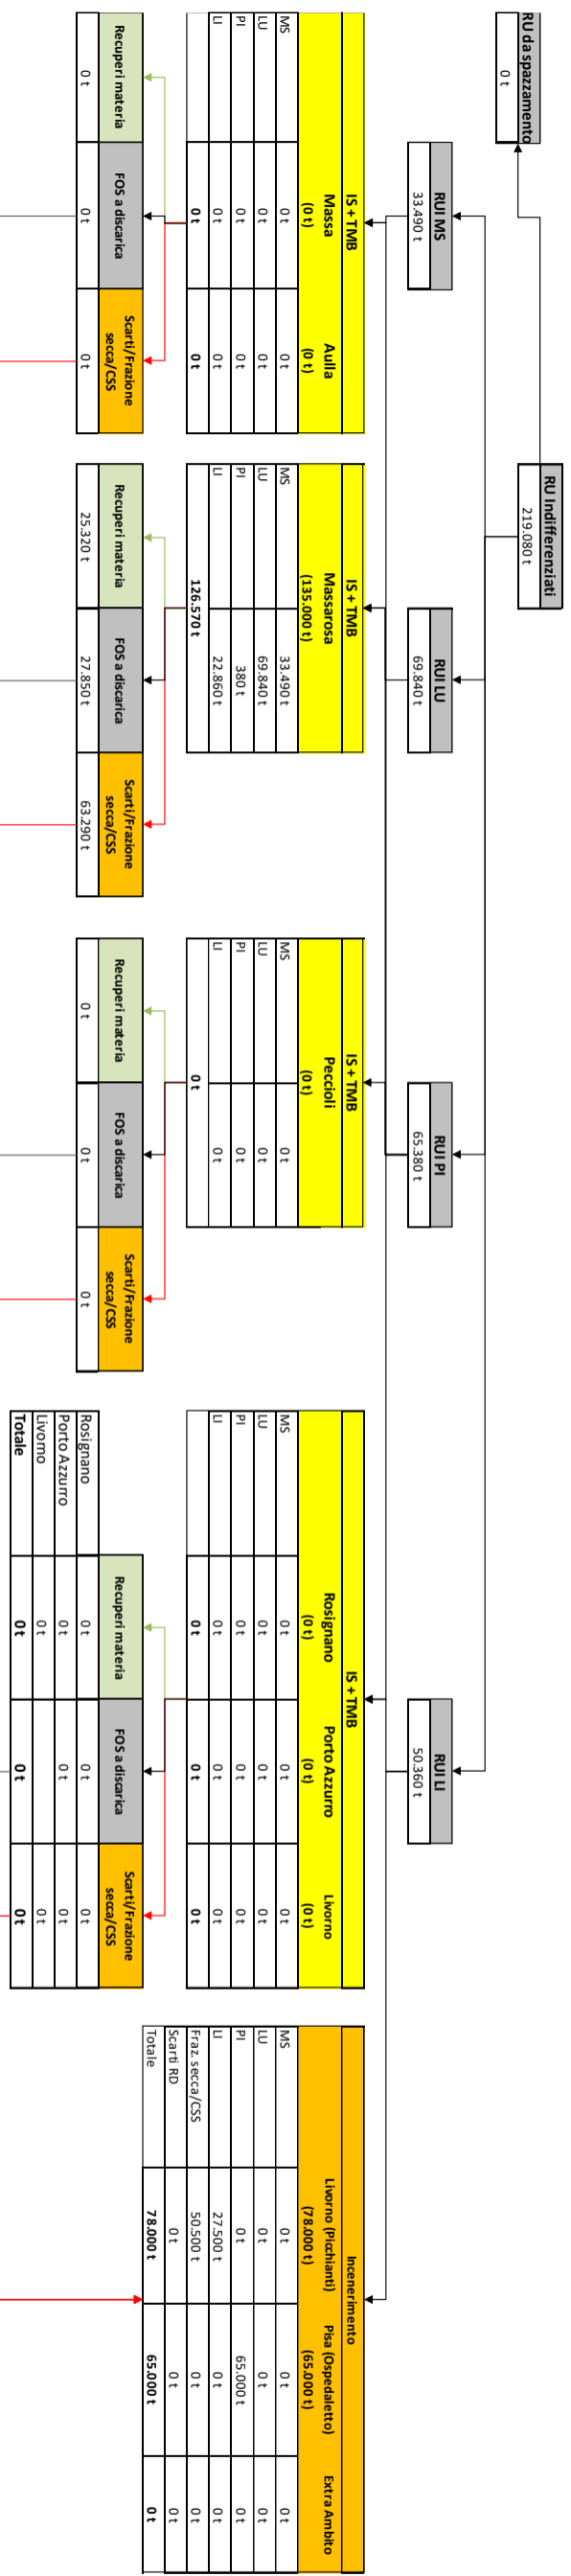 RU Indifferenziati
219.080 t
RU da spazzamento
0 t
RUI MS
33.490 t
RUI LU
69.840 t
RUI PI
65.380 t
RUI LI
50.360 t
IS + TMB
Massa Aulla
(0 t) (0 t)
MS 0 t 0 t
LU 0 t 0 t
PI 0 t 0 t
LI 0 t 0 t
0 t 0 t
IS + TMB
Massarosa
(135.000 t)
MS 33.490 t
LU 69.840 t
PI 380 t
LI 22.860 t
126.570 t
IS + TMB
Peccioli
(0 t)
MS 0 t
LU
PI 0 t
LI 0 t
0 t
IS + TMB
Rosignano Porto Azzurro Livorno
(0 t) (0 t) (0 t)
MS 0 t 0 t 0 t
LU 0 t 0 t 0 t
PI 0 t 0 t 0 t
LI 0 t 0 t 0 t
0 t 0 t 0 t
Incenerimento
Livorno (Picchianti) Pisa (Ospedaletto) Extra Ambito
(78.000 t) (65.000 t)
MS 0 t 0 t 0 t
LU 0 t 0 t 0 t
PI 0 t 65.000 t 0 t
LI 27.500 t 0 t 0 t
Fraz. secca/CSS 50.500 t 0 t 0 t
Scarti RD 0 t 0 t 0 t
Totale 78.000 t 65.000 t 0 t
Recuperi materia FOS a discarica Scarti/Frazione
secca/CSS
0 t 0 t 0 t
Recuperi materia FOS a discarica Scarti/Frazione
secca/CSS
25.320 t 27.850 t 63.290 t
Recuperi materia FOS a discarica Scarti/Frazione
secca/CSS
0 t 0 t 0 t
Recuperi materia FOS a discarica Scarti/Frazione
secca/CSS
Rosignano 0 t 0 t 0 t
Porto Azzurro 0 t 0 t 0 t
Livorno 0 t 0 t
Totale 0 t 0 t 0 t